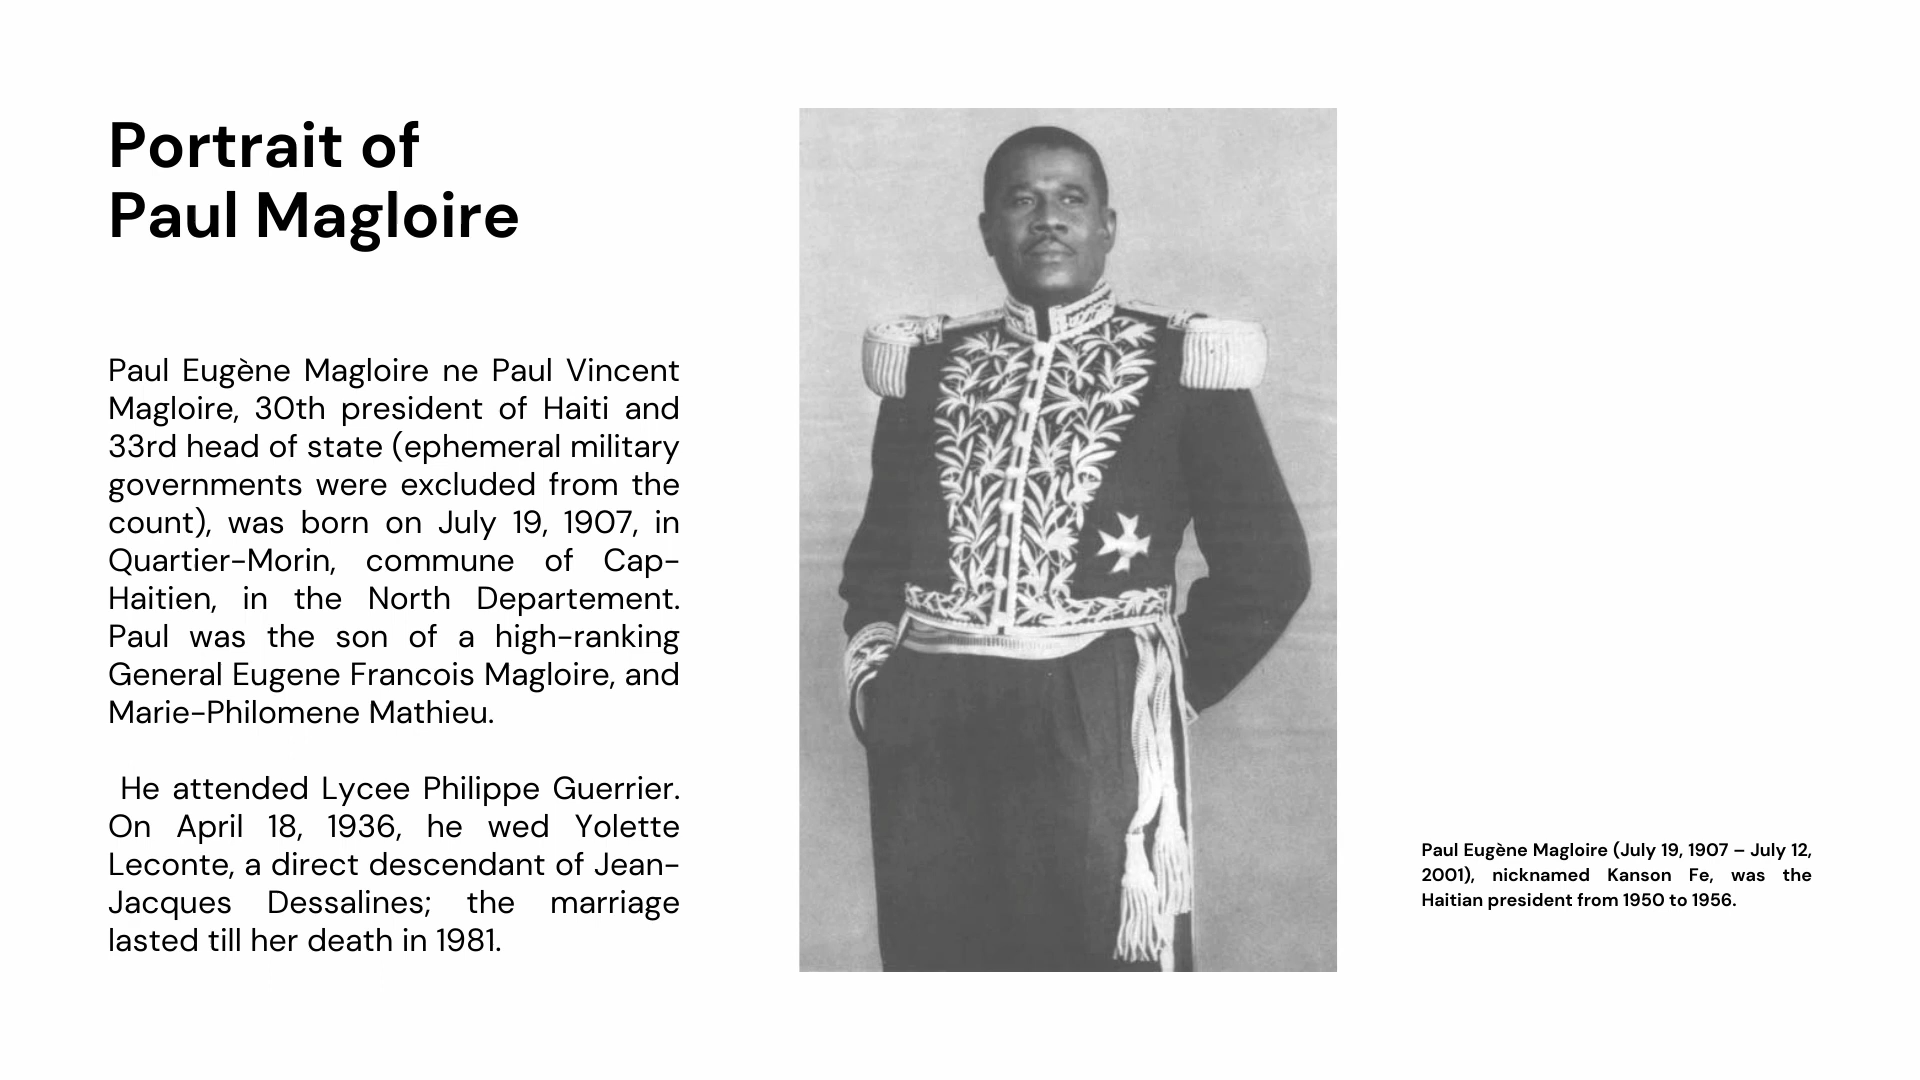 Portrait of
Paul Magloire
Paul Eugène Magloire ne Paul Vincent
Magloire, 30th president of Haiti and
33rd head of state (ephemeral military
governments were excluded from the
count), was born on July 19, 1907, in
Quartier-Morin, commune of Cap-
Haitien, in the North Departement.
Paul was the son of a high-ranking
General Eugene Francois Magloire, and
Marie-Philomene Mathieu.
He attended Lycee Philippe Guerrier.
On April 18, 1936, he wed Yolette
Leconte, a direct descendant of Jean-
Jacques Dessalines; the marriage
lasted till her death in 1981.
Paul Eugène Magloire (July 19, 1907 – July 12,
2001), nicknamed Kanson Fe, was the
Haitian president from 1950 to 1956.